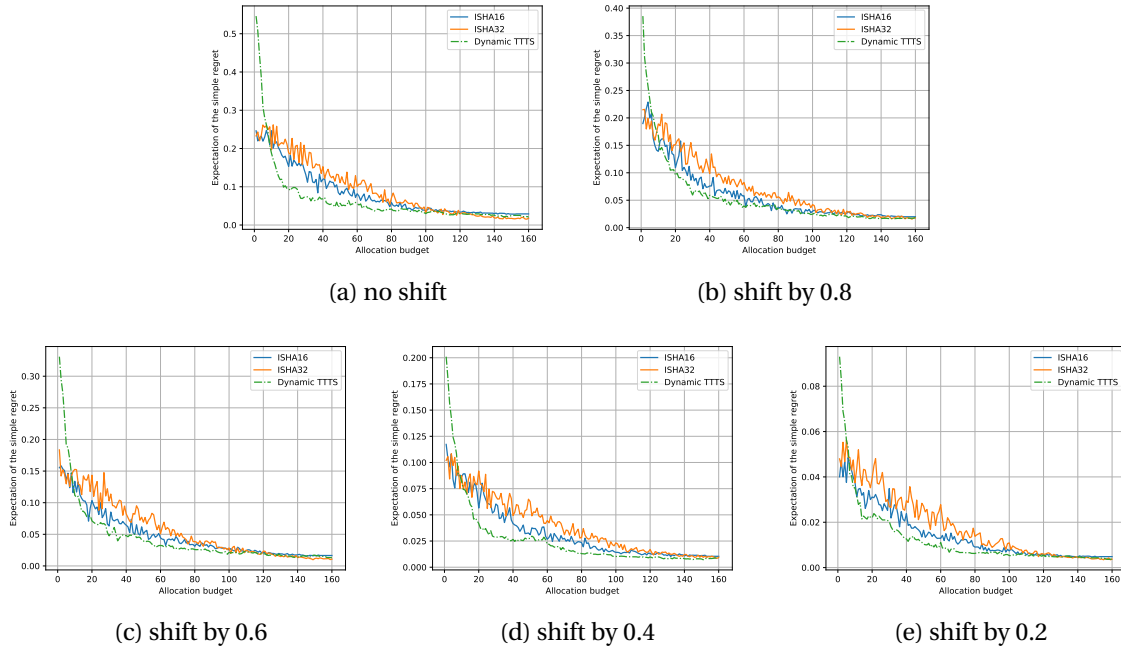 ISHA16
ISHA32
Dynamic TTTS
Expectation of the simple regret
0.5
0.4
0.3
0.2
0.1
0.0
0 20 40 60 80 100 120 140 160
Allocation budget
(a) no shift
ISHA16
ISHA32
Dynamic TTTS
Expectation of the simple regret
0.40
0.35
0.30
0.25
0.20
0.15
0.10
0.05
0.00
0 20 40 60 80 100 120 140 160
Allocation budget
(b) shift by 0.8
ISHA16
ISHA32
Dynamic TTTS
Expectation of the simple regret
0.30
0.25
0.20
0.15
0.10
0.05
0.00
0 20 40 60 80 100 120 140 160
Allocation budget
(c) shift by 0.6
ISHA16
ISHA32
Dynamic TTTS
Expectation of the simple regret
0.200
0.175
0.150
0.125
0.100
0.075
0.050
0.025
0.000
0 20 40 60 80 100 120 140 160
Allocation budget
(d) shift by 0.4
ISHA16
ISHA32
Dynamic TTTS
Expectation of the simple regret
0.08
0.06
0.04
0.02
0.00
0 20 40 60 80 100 120 140 160
Allocation budget
(e) shift by 0.2